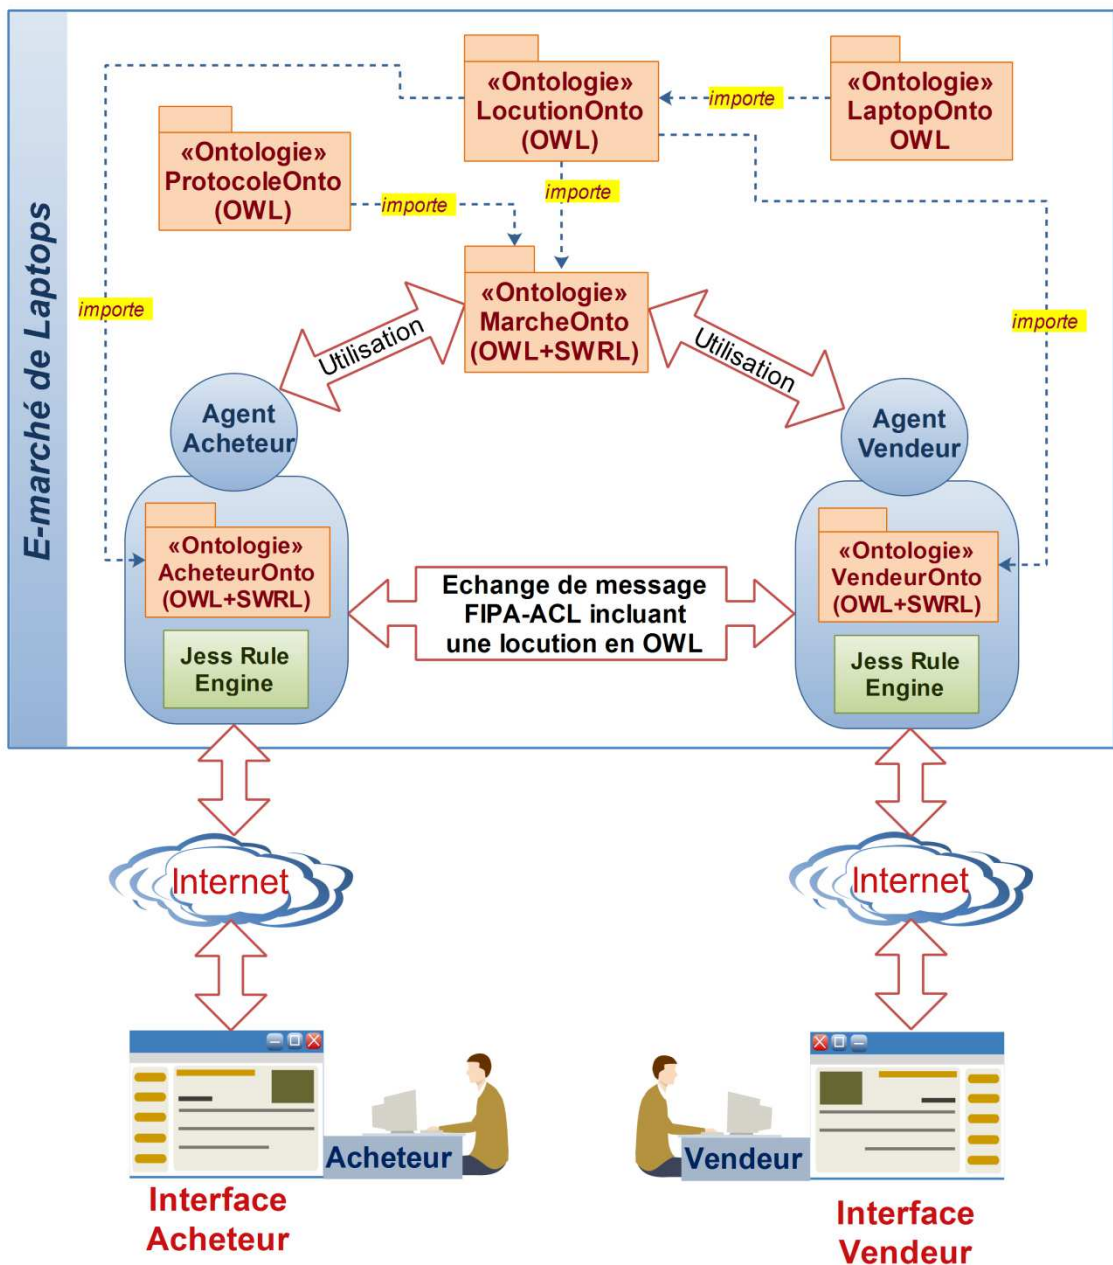 E-marché de Laptops
«Ontologie»
LocutionOnto
(OWL)
importe
«Ontologie»
LaptopOnto
OWL
«Ontologie»
ProtocoleOnto
(OWL)
importe
importe
importe
«Ontologie»
MarcheOnto
(OWL+SWRL)
importe
Utilisation
Utilisation
Agent
Acheteur
Agent
Vendeur
«Ontologie»
AcheteurOnto
(OWL+SWRL)
Jess Rule
Engine
Echange de message
FIPA-ACL incluant
une locution en OWL
«Ontologie»
VendeurOnto
(OWL+SWRL)
Jess Rule
Engine
Internet
Internet
Acheteur
Vendeur
Interface
Acheteur
Interface
Vendeur